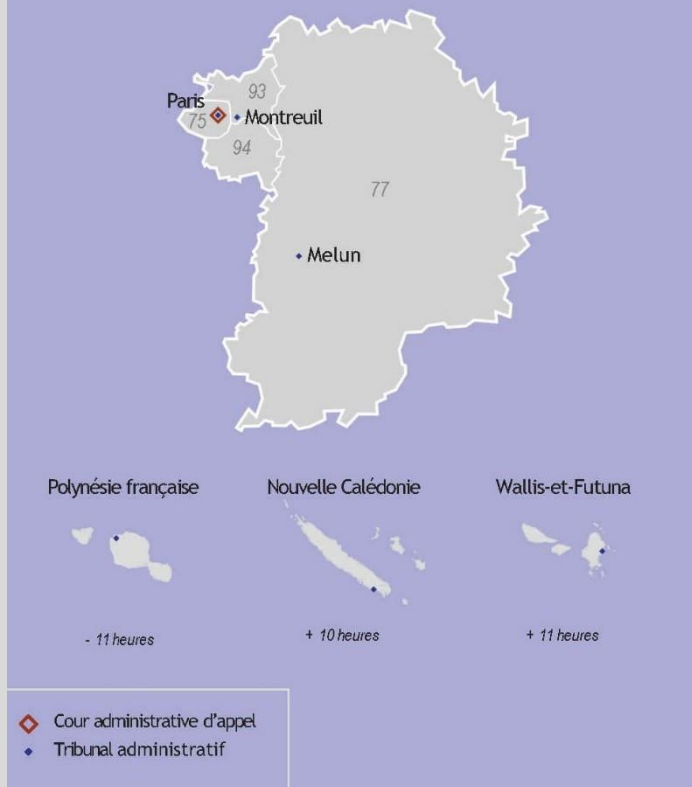 93
Paris
75
Montreuil
94
77
Melun
Polynésie française
Nouvelle Calédonie
Wallis-et-Futuna
- 11 heures
+ 10 heures
+ 11 heures
Cour administrative d'appel
Tribunal administratif